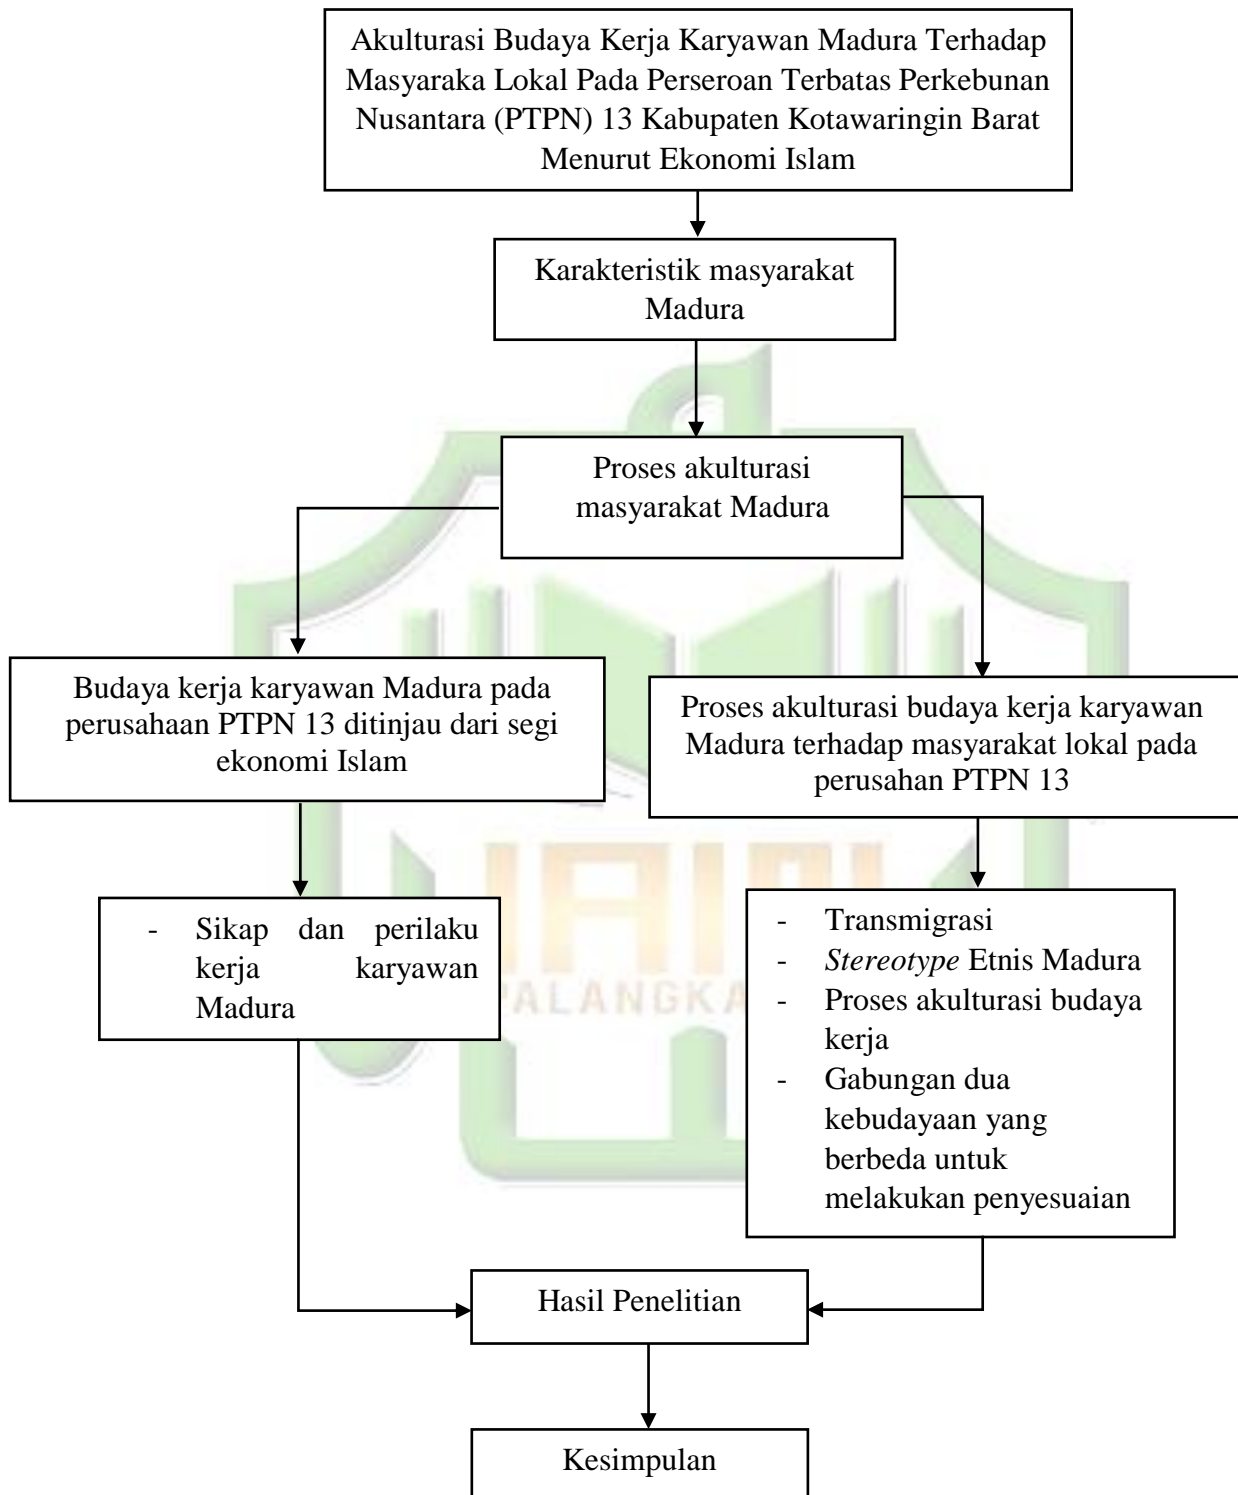 Akulturasi Budaya Kerja Karyawan Madura Terhadap
Masyaraka Lokal Pada Perseroan Terbatas Perkebunan
Nusantara (PTPN) 13 Kabupaten Kotawaringin Barat
Menurut Ekonomi Islam
Karakteristik masyarakat
Madura
Proses akulturasi
masyarakat Madura
Budaya kerja karyawan Madura pada
perusahaan PTPN 13 ditinjau dari segi
ekonomi Islam
Proses akulturasi budaya kerja karyawan
Madura terhadap masyarakat lokal pada
perusahan PTPN 13
- Sikap dan perilaku
kerja karyawan
Madura
- Transmigrasi
- Stereotype Etnis Madura
- Proses akulturasi budaya
kerja
- Gabungan dua
kebudayaan yang
berbeda untuk
melakukan penyesuaian
IAIN
PALANGKA
Hasil Penelitian
Kesimpulan